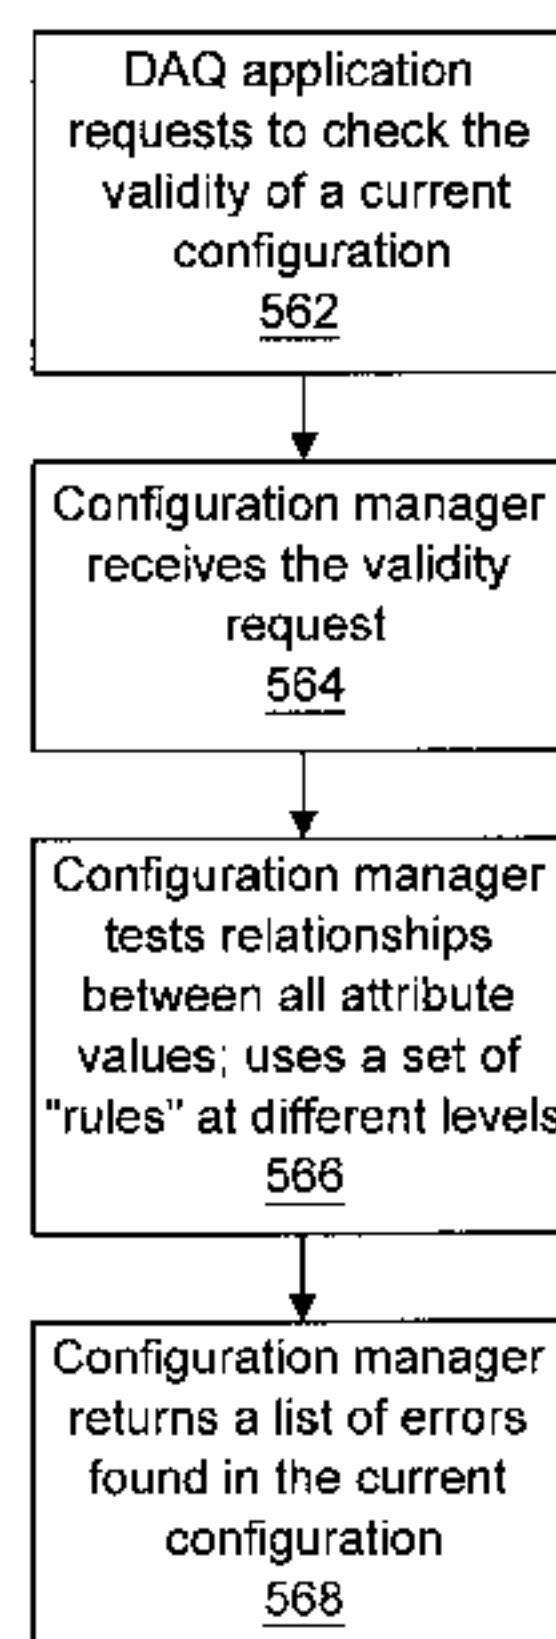 DAQ application
requests to check the
validity of a current
configuration
562
Configuration manager
receives the validity
request
564
Configuration manager
tests relationships
between all attribute
values; uses a set of
"rules" at different levels
566
Configuration manager
returns a list of errors
found in the current
configuration
568